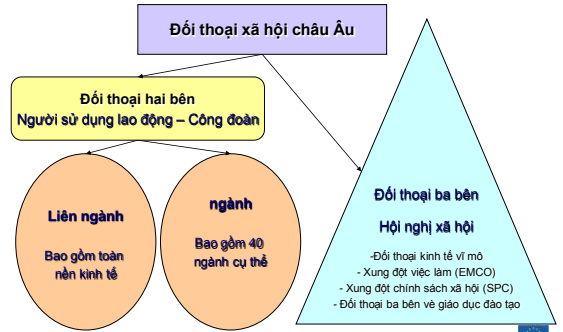 Đối thoại xã hội châu Âu
Đối thoại hai bên
Người sử dụng lao động – Công đoàn
Liên ngành
Bao gồm toàn
nền kinh tế
ngành
Bao gồm 40
ngành cụ thể
Đối thoại ba bên
Hội nghị xã hội
-Đối thoại kinh tế vĩ mô
- Xung đột việc làm (EMCO)
- Xung đột chính sách xã hội (SPC)
- Đối thoại ba bên vè giáo dục đào tạo